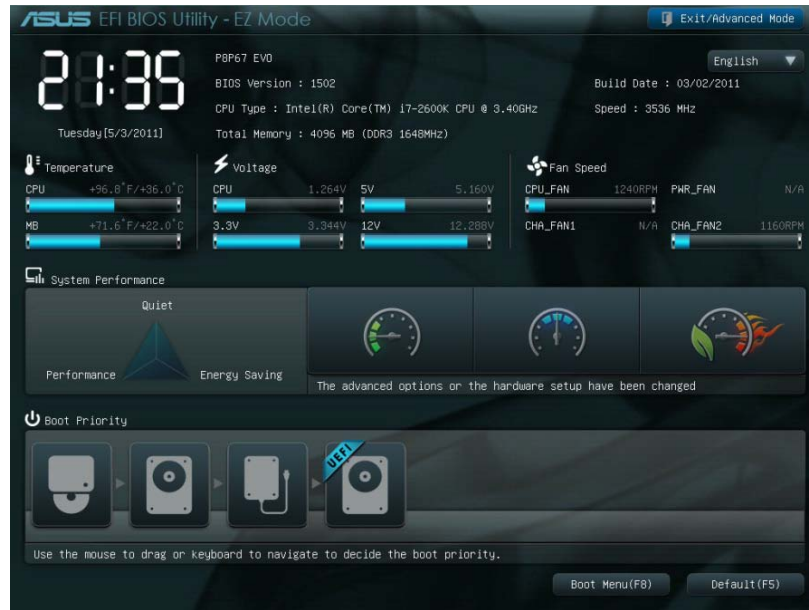 ASUS EFI BIOS Utility - EZ Mode
Exit/Advanced Mode
21:35
Tuesday[5/3/2011]
P8P67 EVO
English
BIOS Version : 1502
Build Date : 03/02/2011
CPU Type : Intel(R) Core(TM) i7-2600K CPU @ 3.40GHz
Speed : 3536 MHz
Total Memory : 4096 MB (DDR3 1648MHz)
Temperature
CPU +96.8°F/+36.0°C
MB +71.6°F/+22.0°C
Voltage
CPU 1.264V 5V 5.160V
3.3V 3.344V 12V 12.288V
Fan Speed
CPU_FAN 1240RPM PWR_FAN N/A
CHA_FAN1 N/A CHA_FAN2 1160RPM
System Performance
Quiet
Performance Energy Saving
The advanced options or the hardware setup have been changed
Boot Priority
UEFI
Use the mouse to drag or keyboard to navigate to decide the boot priority.
Boot Menu(F8)
Default(F5)